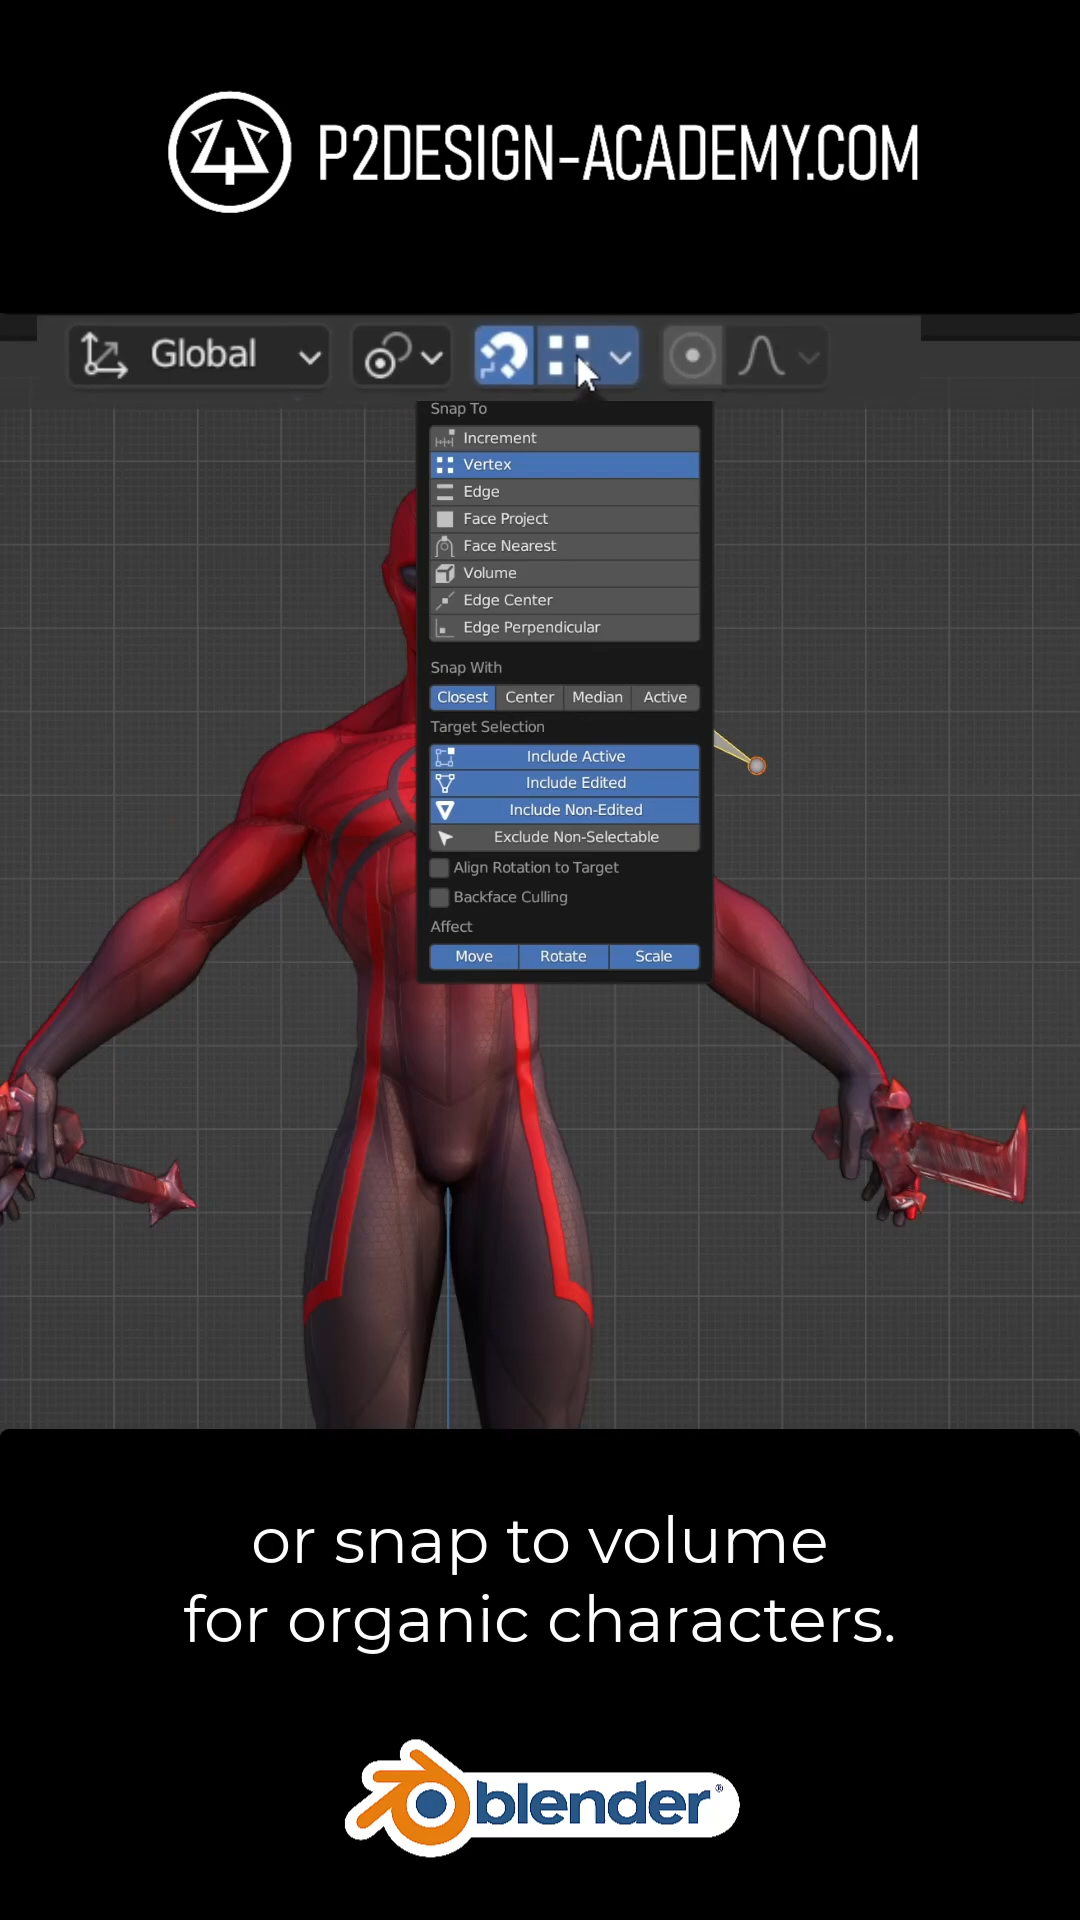 P2DESIGN-ACADEMY.COM
Global
Snap To
Increment
Vertex
Edge
Face Project
Face Nearest
Volume
Edge Center
Edge Perpendicular
Snap With
Closest Center Median Active
Target Selection
Include Active
Include Edited
Include Non-Edited
Exclude Non-Selectable
Align Rotation to Target
Backface Culling
Affect
Move Rotate Scale
or snap to volume
for organic characters.
blender®